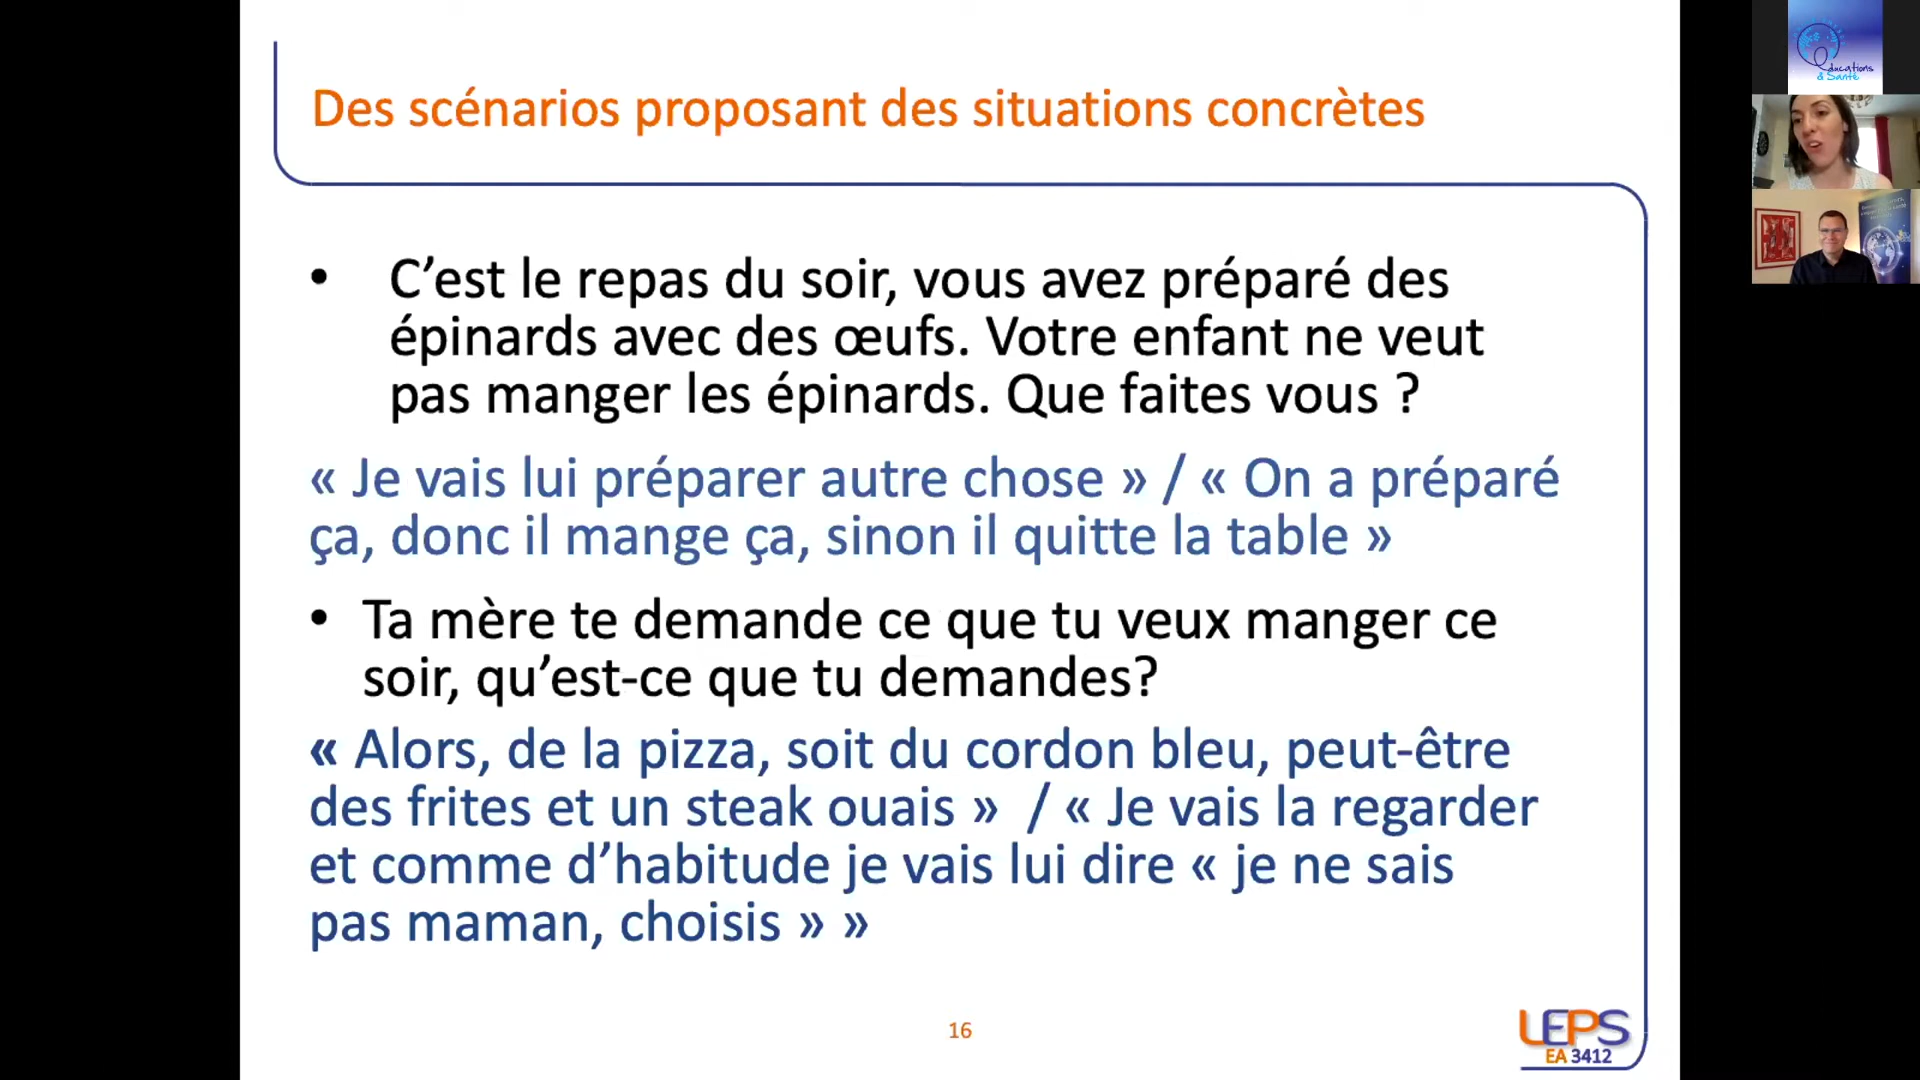 Des scénarios proposant des situations concrètes
• C’est le repas du soir, vous avez préparé des
épinards avec des œufs. Votre enfant ne veut
pas manger les épinards. Que faites vous ?
« Je vais lui préparer autre chose » / « On a préparé
ça, donc il mange ça, sinon il quitte la table »
• Ta mère te demande ce que tu veux manger ce
soir, qu’est-ce que tu demandes?
« Alors, de la pizza, soit du cordon bleu, peut-être
des frites et un steak ouais » / « Je vais la regarder
et comme d’habitude je vais lui dire « je ne sais
pas maman, choisis » »
16
LEPS
EA 3412
Educations
& Santé